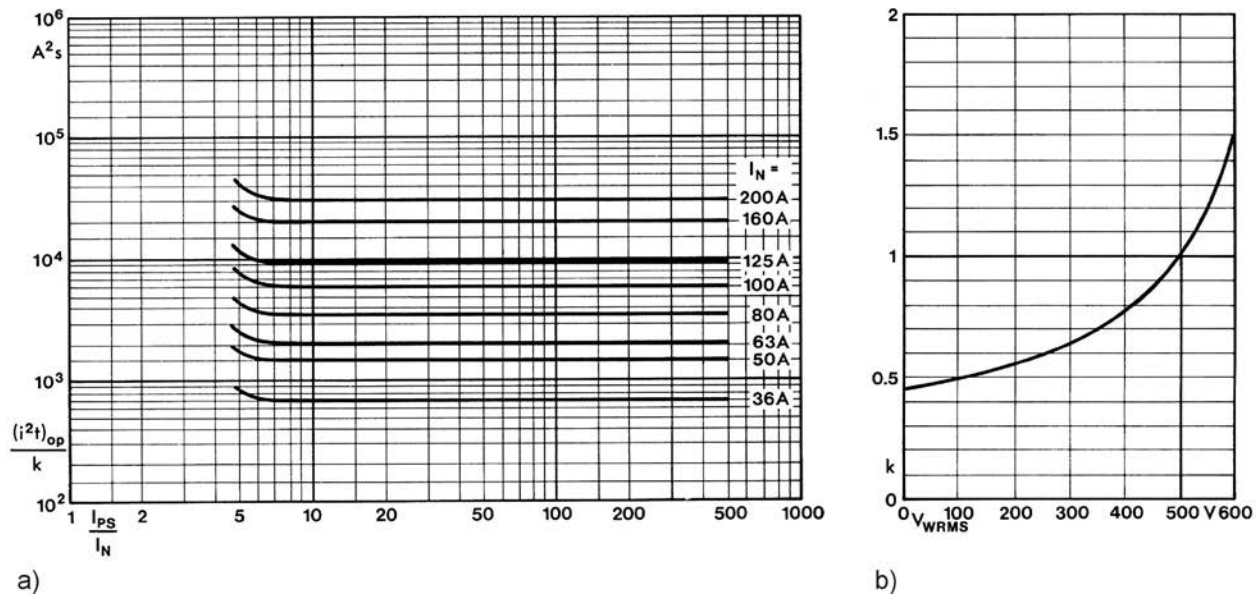 10⁶
A²s
10⁵
10⁴
10³
(i²t)op
k
10²
I_N =
200A
160A
125A
100A
80A
63A
50A
36A
1 2 5 10 20 50 100 200 500 1000
I_PS
I_N
a)
2
1.5
1
0.5
k
0
0 100 200 300 400 500 V 600
V_WRMS
b)